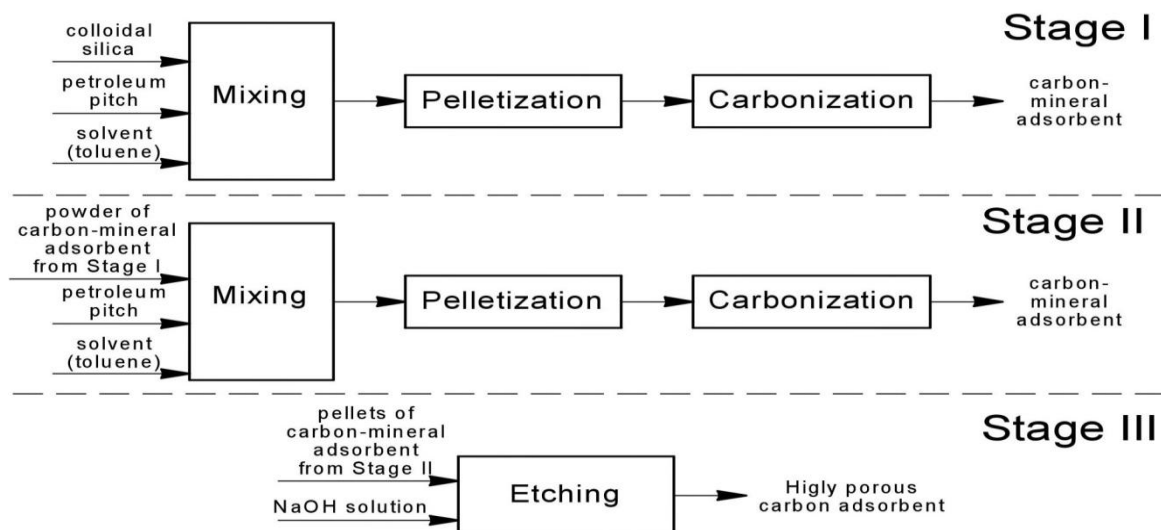 Stage I
colloidal
silica
petroleum
pitch
solvent
(toluene)
Mixing
Pelletization
Carbonization
carbon-
mineral
adsorbent
Stage II
powder of
carbon-mineral
adsorbent
from Stage I
petroleum
pitch
solvent
(toluene)
Mixing
Pelletization
Carbonization
carbon-
mineral
adsorbent
Stage III
pellets of
carbon-mineral
adsorbent
from Stage II
NaOH solution
Etching
Higly porous
carbon adsorbent